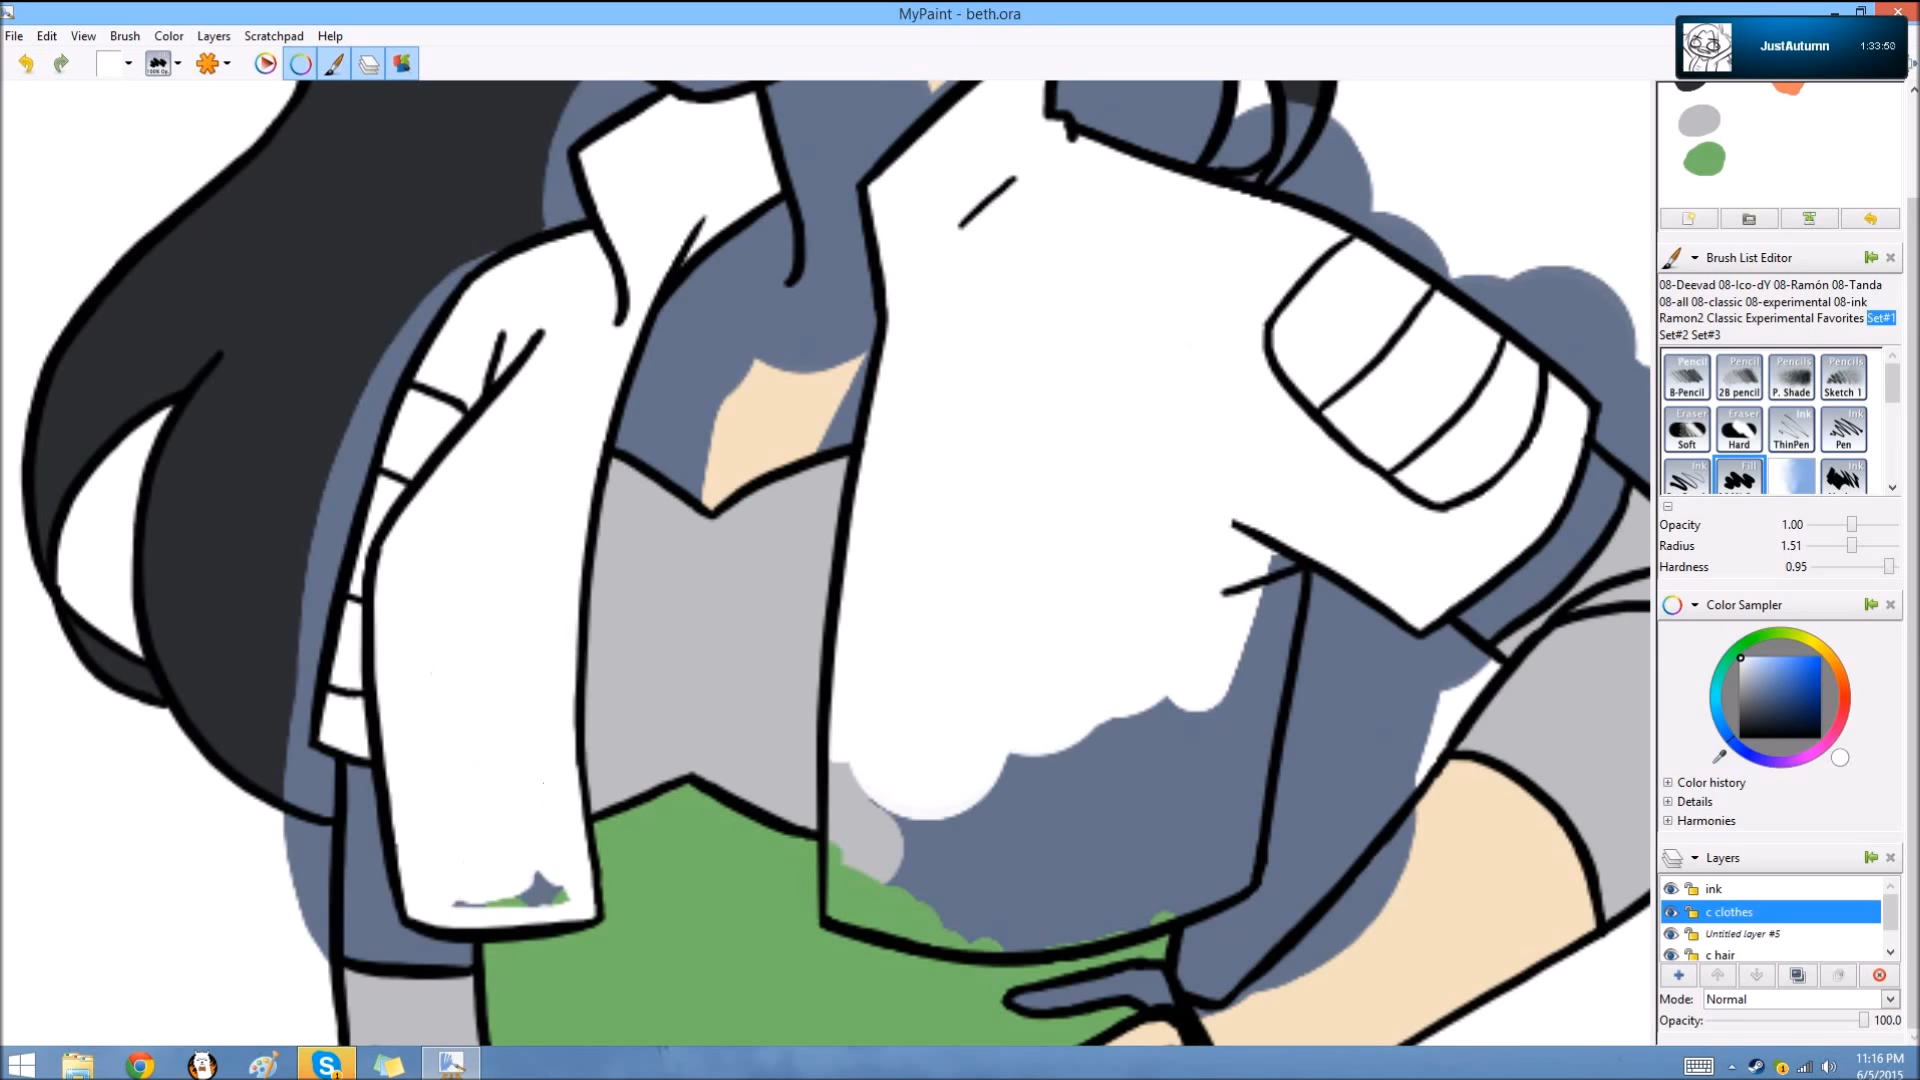 MyPaint - beth.ora
File Edit View Brush Color Layers Scratchpad Help
JustAutumn 1:33:50
Brush List Editor
08-Deevad 08-Ico-dY 08-Ramón 08-Tanda
08-all 08-classic 08-experimental 08-ink
Ramon2 Classic Experimental Favorites Set#1
Set#2 Set#3
Pencil Pencil Pencils Pencils
B-Pencil 2B pencil P. Shade Sketch 1
Eraser Eraser Ink Ink
Soft Hard ThinPen Pen
Ink Fill Ink
Opacity 1.00
Radius 1.51
Hardness 0.95
Color Sampler
Color history
Details
Harmonies
Layers
ink
c clothes
Untitled layer #5
c hair
Mode: Normal
Opacity: 100.0
11:16 PM
6/5/2015